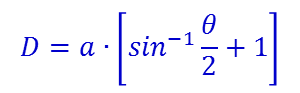 D = a · [sin⁻¹ θ/2 + 1]